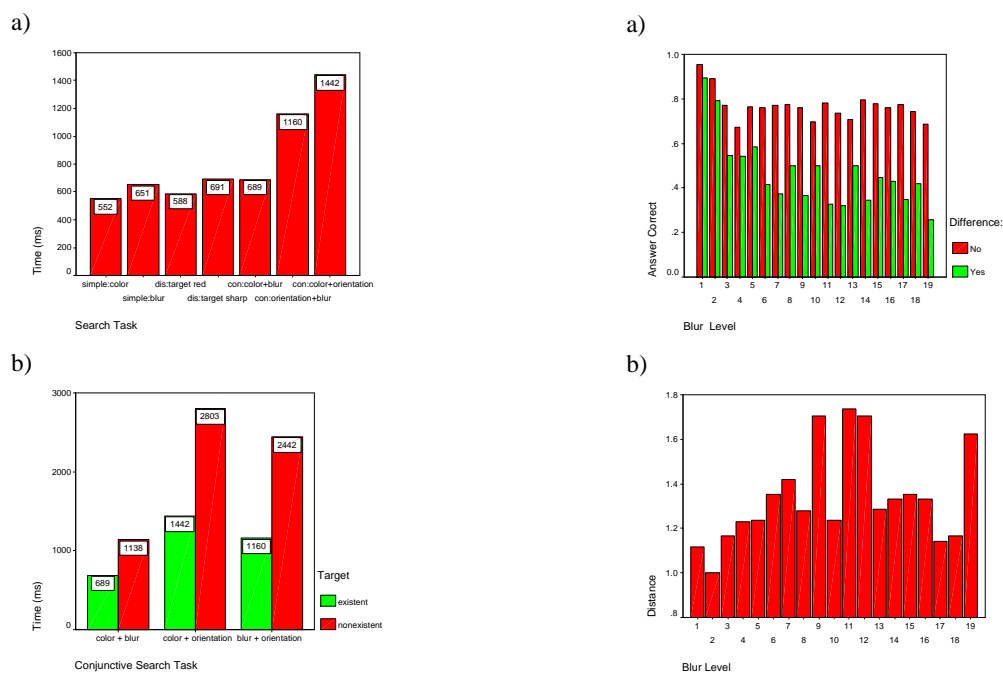 a)
1600
1400
1200
1000
800
600
400
200
0
Time (ms)
552
651
588
691
689
1160
1442
simple:color dis:target red con:color+blur con:color+orientation
simple:blur dis:target sharp con:orientation+blur
Search Task
b)
3000
2000
1000
0
Time (ms)
689
1138
1442
2803
1160
2442
color + blur color + orientation blur + orientation
Conjunctive Search Task
Target
existent
nonexistent
a)
1.0
.8
.6
.4
.2
0.0
Answer Correct
1 3 5 7 9 11 13 15 17 19
2 4 6 8 10 12 14 16 18
Blur Level
Difference:
No
Yes
b)
1.8
1.6
1.4
1.2
1.0
.8
Distance
1 3 5 7 9 11 13 15 17 19
2 4 6 8 10 12 14 16 18
Blur Level